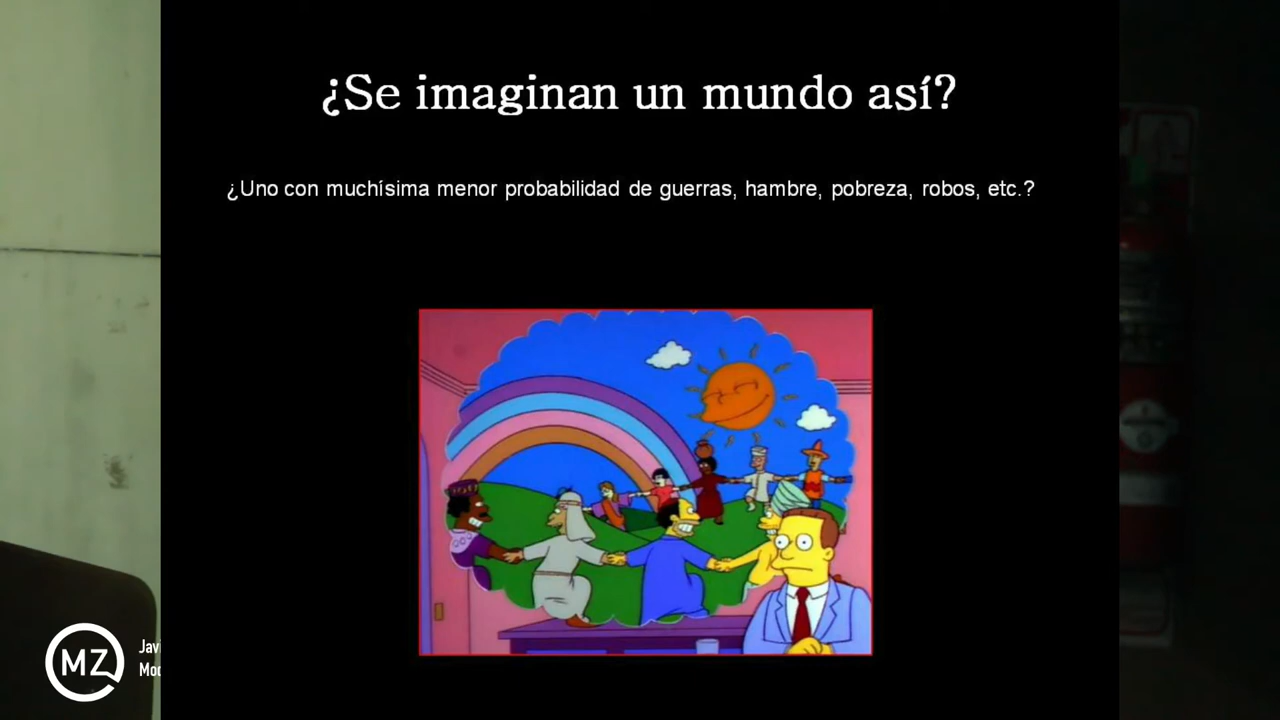 ¿Se imaginan un mundo así?
¿Uno con muchísima menor probabilidad de guerras, hambre, pobreza, robos, etc.?
MZ